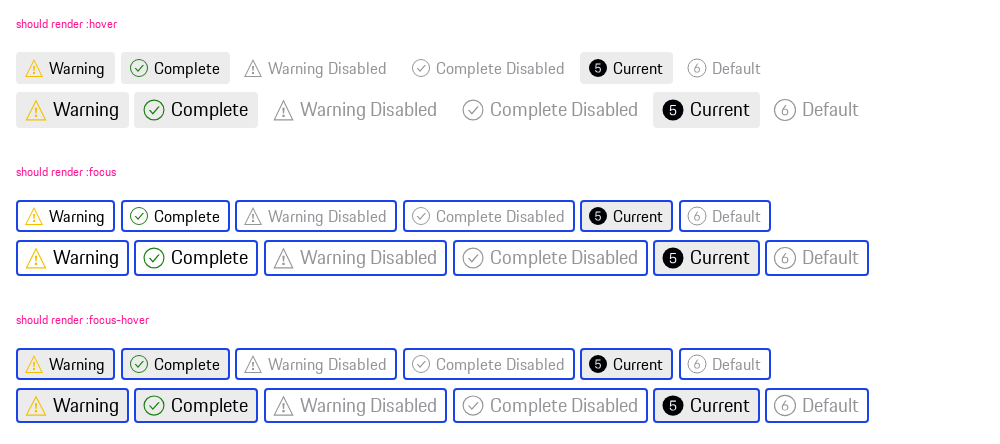 should render :hover
Warning Complete Warning Disabled Complete Disabled 5 Current 6 Default
Warning Complete Warning Disabled Complete Disabled 5 Current 6 Default
should render :focus
Warning Complete Warning Disabled Complete Disabled 5 Current 6 Default
Warning Complete Warning Disabled Complete Disabled 5 Current 6 Default
should render :focus-hover
Warning Complete Warning Disabled Complete Disabled 5 Current 6 Default
Warning Complete Warning Disabled Complete Disabled 5 Current 6 Default